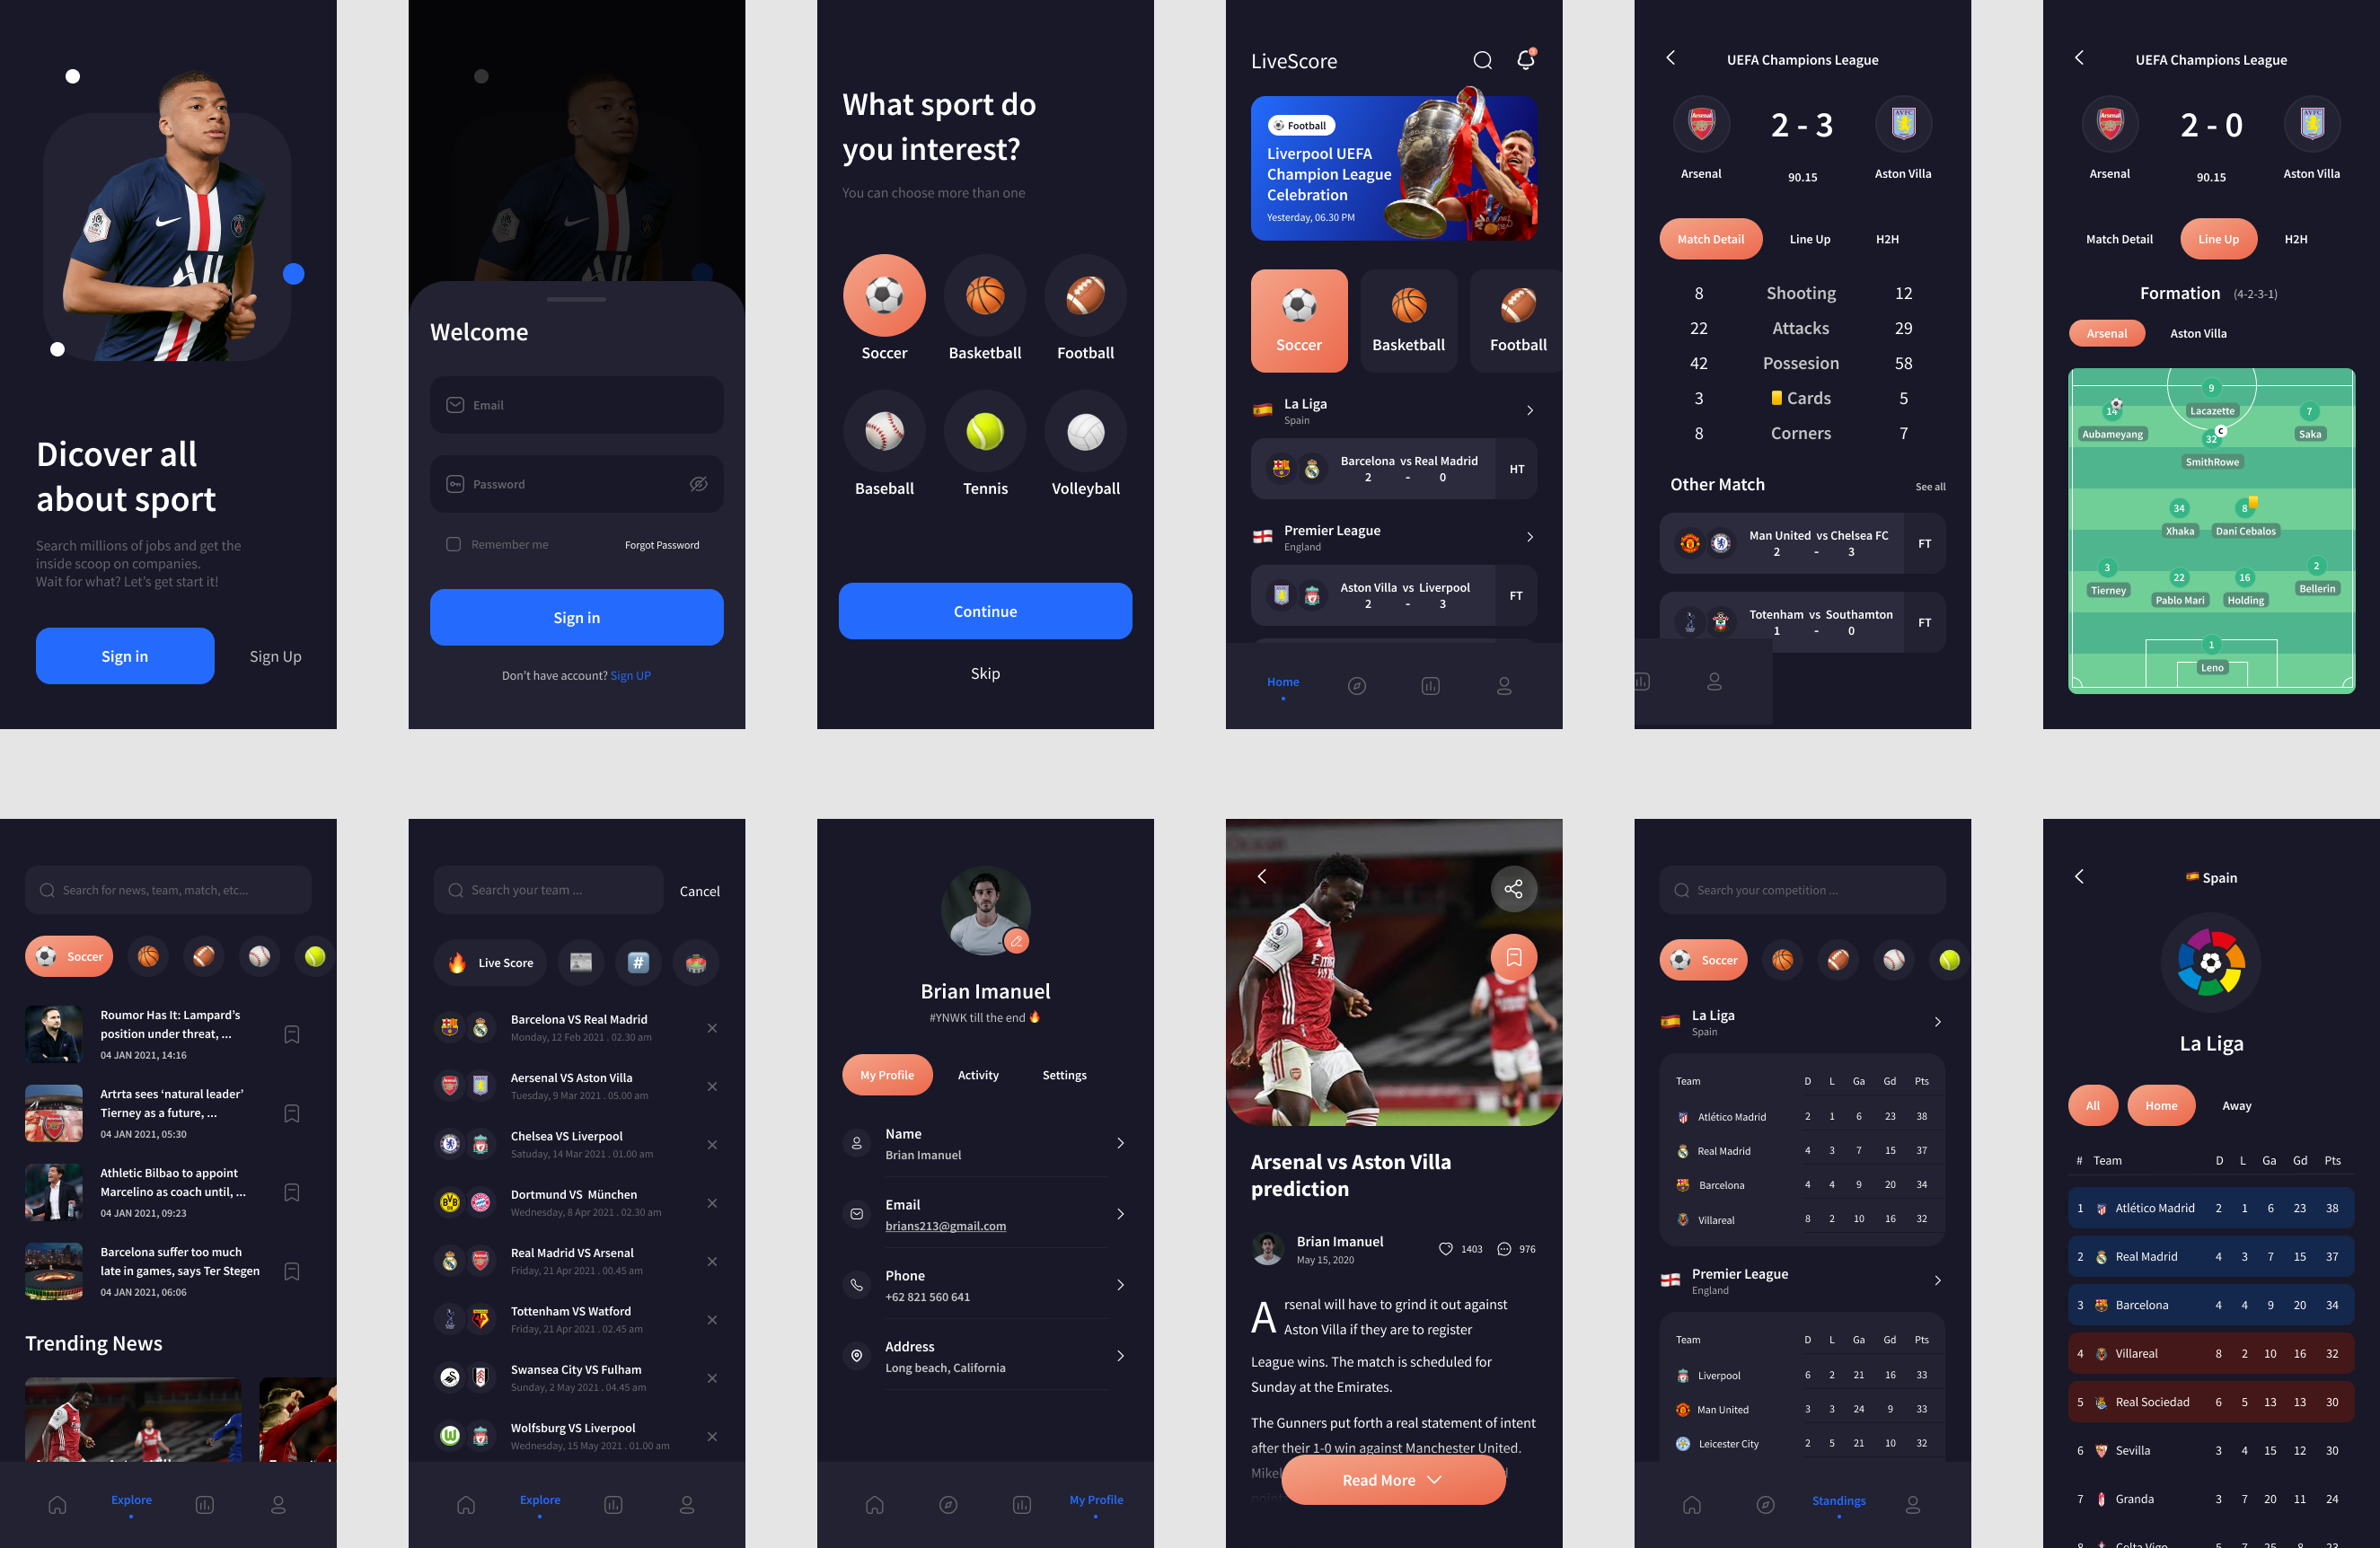 Dicover all
about sport
Search millions of jobs and get the
inside scoop on companies.
Wait for what? Let's get start it!
Sign in
Sign Up
Welcome
Email
Password
Remember me
Forgot Password
Sign in
Don't have account? Sign UP
What sport do
you interest?
You can choose more than one
Soccer
Basketball
Football
Baseball
Tennis
Volleyball
Continue
Skip
LiveScore
Football
Liverpool UEFA
Champion League
Celebration
Yesterday, 06.30 PM
Soccer
Basketball
Football
La Liga
Spain
Barcelona vs Real Madrid
2 - 0
HT
Premier League
England
Aston Villa vs Liverpool
2 - 3
FT
Home
UEFA Champions League
2 - 3
Arsenal
90.15
Aston Villa
Match Detail
Line Up
H2H
8 Shooting 12
22 Attacks 29
42 Possesion 58
3 Cards 5
8 Corners 7
Other Match
See all
Man United vs Chelsea FC
2 - 3
FT
Totenham vs Southamton
1 - 0
FT
UEFA Champions League
AVFC
2 - 0
Arsenal
90.15
Aston Villa
Match Detail
Line Up
H2H
Formation (4-2-3-1)
Arsenal
Aston Villa
9
Lacazette
14
Aubameyang
7
Saka
C
32
SmithRowe
34
Xhaka
8
Dani Cebalos
3
Tierney
22
Pablo Mari
16
Holding
2
Bellerin
1
Leno
Search for news, team, match, etc...
Soccer
Roumor Has It: Lampard's
position under threat, ...
04 JAN 2021, 14:16
Artrta sees 'natural leader'
Tierney as a future, ...
04 JAN 2021, 05:30
Athletic Bilbao to appoint
Marcelino as coach until, ...
04 JAN 2021, 09:23
Barcelona suffer too much
late in games, says Ter Stegen
04 JAN 2021, 06:06
Trending News
Explore
Search your team ...
Cancel
Live Score
#
Barcelona VS Real Madrid
Monday, 12 Feb 2021 . 02.30 am
Aersenal VS Aston Villa
Tuesday, 9 Mar 2021 . 05.00 am
Chelsea VS Liverpool
Satuday, 14 Mar 2021 . 01.00 am
BVB
Dortmund VS München
Wednesday, 8 Apr 2021 . 02.30 am
Real Madrid VS Arsenal
Friday, 21 Apr 2021 . 00.45 am
Tottenham VS Watford
Friday, 21 Apr 2021 . 02.45 am
Swansea City VS Fulham
Sunday, 2 May 2021 . 04.45 am
Wolfsburg VS Liverpool
Wednesday, 15 May 2021 . 01.00 am
Explore
Brian Imanuel
#YNWK till the end
My Profile
Activity
Settings
Name
Brian Imanuel
Email
brians213@gmail.com
Phone
+62 821 560 641
Address
Long beach, California
My Profile
Arsenal vs Aston Villa
prediction
Brian Imanuel
May 15, 2020
1403
976
Arsenal will have to grind it out against
Aston Villa if they are to register
League wins. The match is scheduled for
Sunday at the Emirates.
The Gunners put forth a real statement of intent
after their 1-0 win against Manchester United.
Read More
Search your competition ...
Soccer
La Liga
Spain
Team D L Ga Gd Pts
Atlético Madrid 2 1 6 23 38
Real Madrid 4 3 7 15 37
Barcelona 4 4 9 20 34
Villareal 8 2 10 16 32
Premier League
England
Team D L Ga Gd Pts
Liverpool 6 2 21 16 33
Man United 3 3 24 9 33
Leicester City 2 5 21 10 32
Standings
Spain
La Liga
All
Home
Away
# Team D L Ga Gd Pts
1 Atlético Madrid 2 1 6 23 38
2 Real Madrid 4 3 7 15 37
3 Barcelona 4 4 9 20 34
4 Villareal 8 2 10 16 32
5 Real Sociedad 6 5 13 13 30
6 Sevilla 3 4 15 12 30
7 Granda 3 7 20 11 24
8 Celta Vigo 5 7 25 8 23